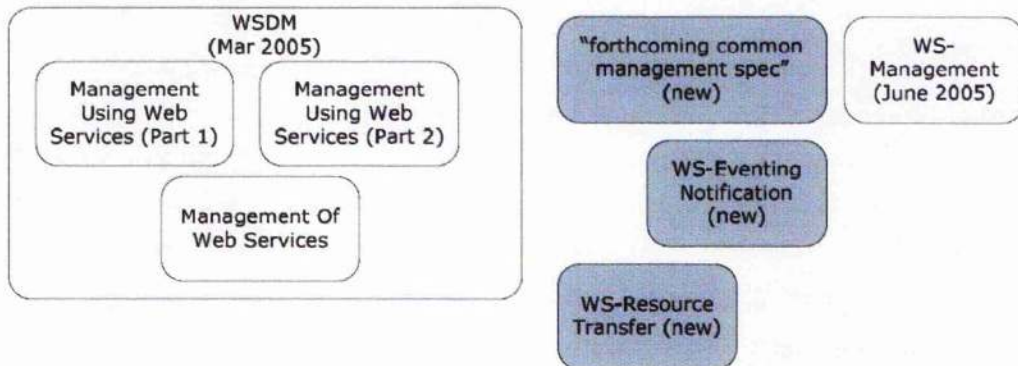 WSDM
(Mar 2005)
Management
Using Web
Services (Part 1)
Management
Using Web
Services (Part 2)
Management Of
Web Services
"forthcoming common
management spec"
(new)
WS-
Management
(June 2005)
WS-Eventing
Notification
(new)
WS-Resource
Transfer (new)